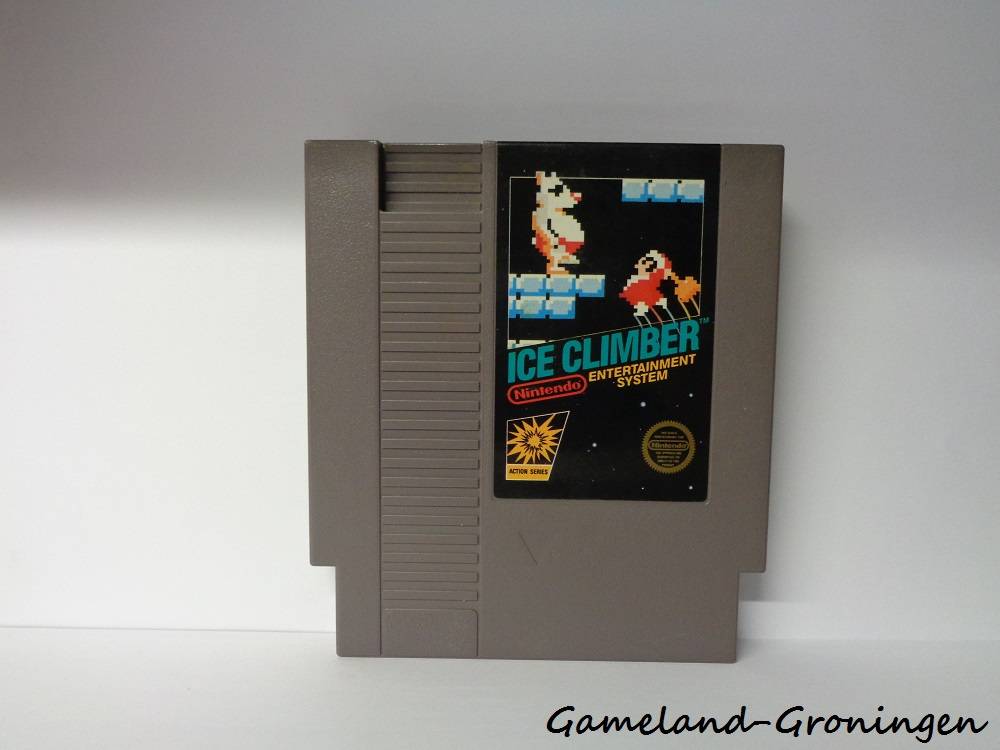 ICE CLIMBER™
Nintendo®
ENTERTAINMENT
SYSTEM
ACTION SERIES
Nintendo
Gameland-Groningen